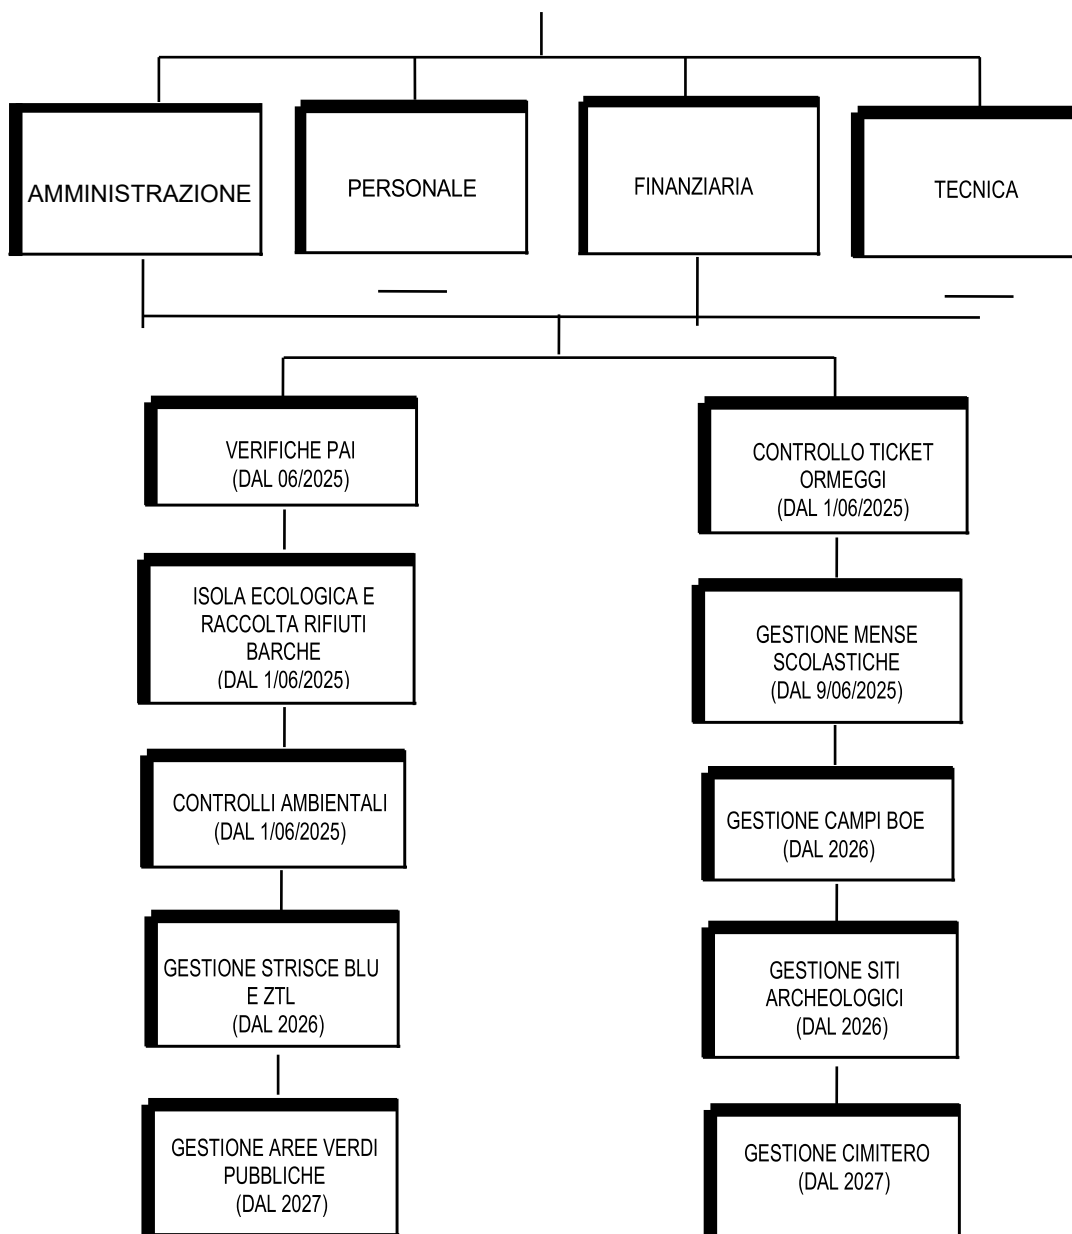 AMMINISTRAZIONE
PERSONALE
FINANZIARIA
TECNICA
VERIFICHE PAI
(DAL 06/2025)
CONTROLLO TICKET
ORMEGGI
(DAL 1/06/2025)
ISOLA ECOLOGICA E
RACCOLTA RIFIUTI
BARCHE
(DAL 1/06/2025)
GESTIONE MENSE
SCOLASTICHE
(DAL 9/06/2025)
CONTROLLI AMBIENTALI
(DAL 1/06/2025)
GESTIONE CAMPI BOE
(DAL 2026)
GESTIONE STRISCE BLU
E ZTL
(DAL 2026)
GESTIONE SITI
ARCHEOLOGICI
(DAL 2026)
GESTIONE AREE VERDI
PUBBLICHE
(DAL 2027)
GESTIONE CIMITERO
(DAL 2027)